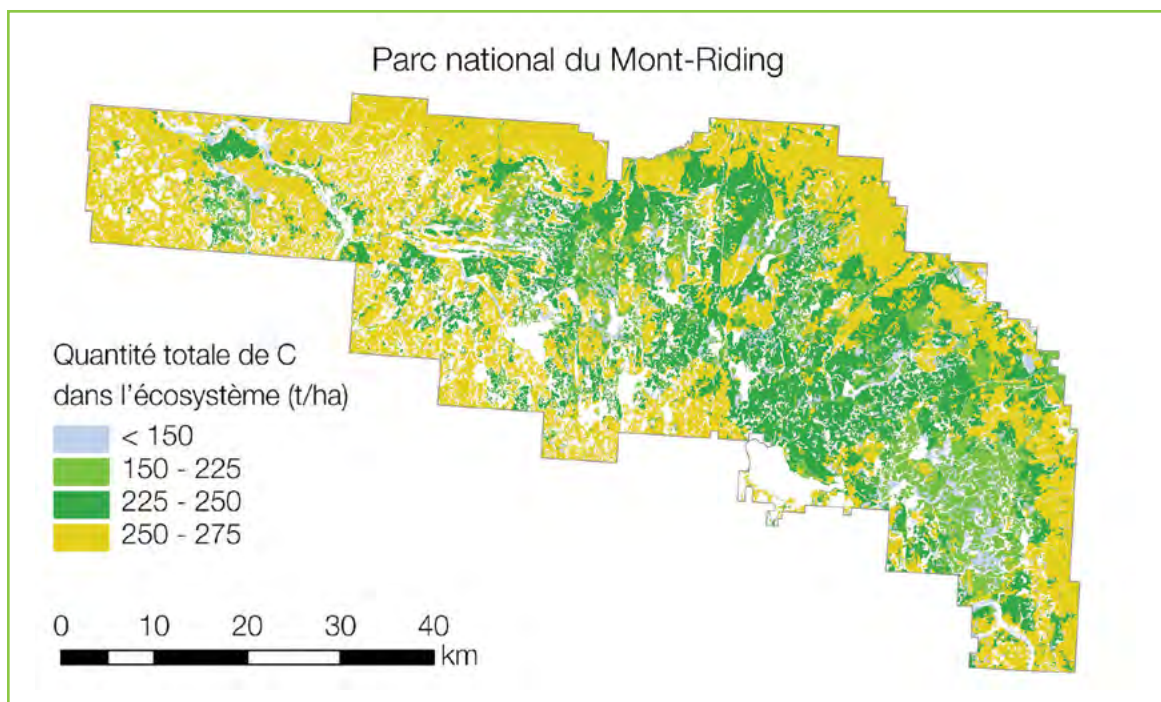 Parc national du Mont-Riding
Quantité totale de C
dans l'écosystème (t/ha)
< 150
150 - 225
225 - 250
250 - 275
0 10 20 30 40
km